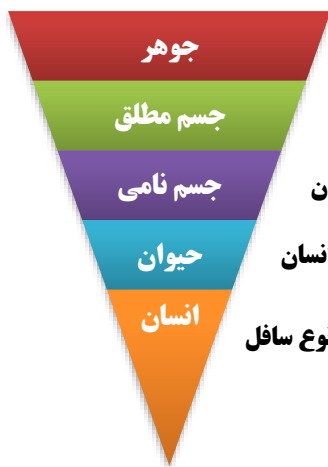 جوهر
جسم مطلق
جسم نامی
حیوان
انسان
سافل